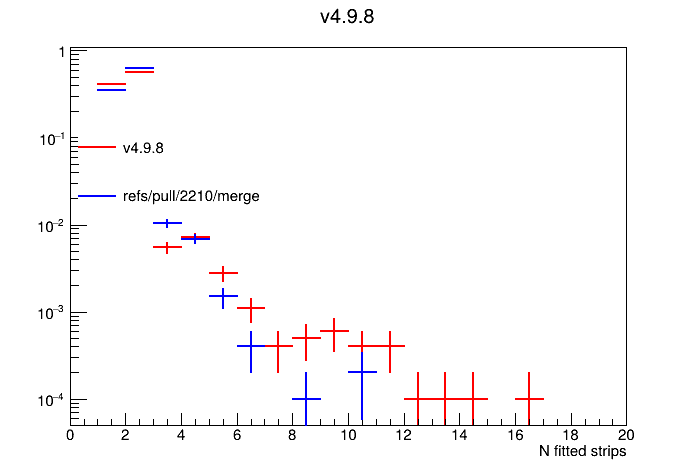 v4.9.8
1
10⁻¹
v4.9.8
refs/pull/2210/merge
10⁻²
10⁻³
10⁻⁴
0 2 4 6 8 10 12 14 16 18 20
N fitted strips